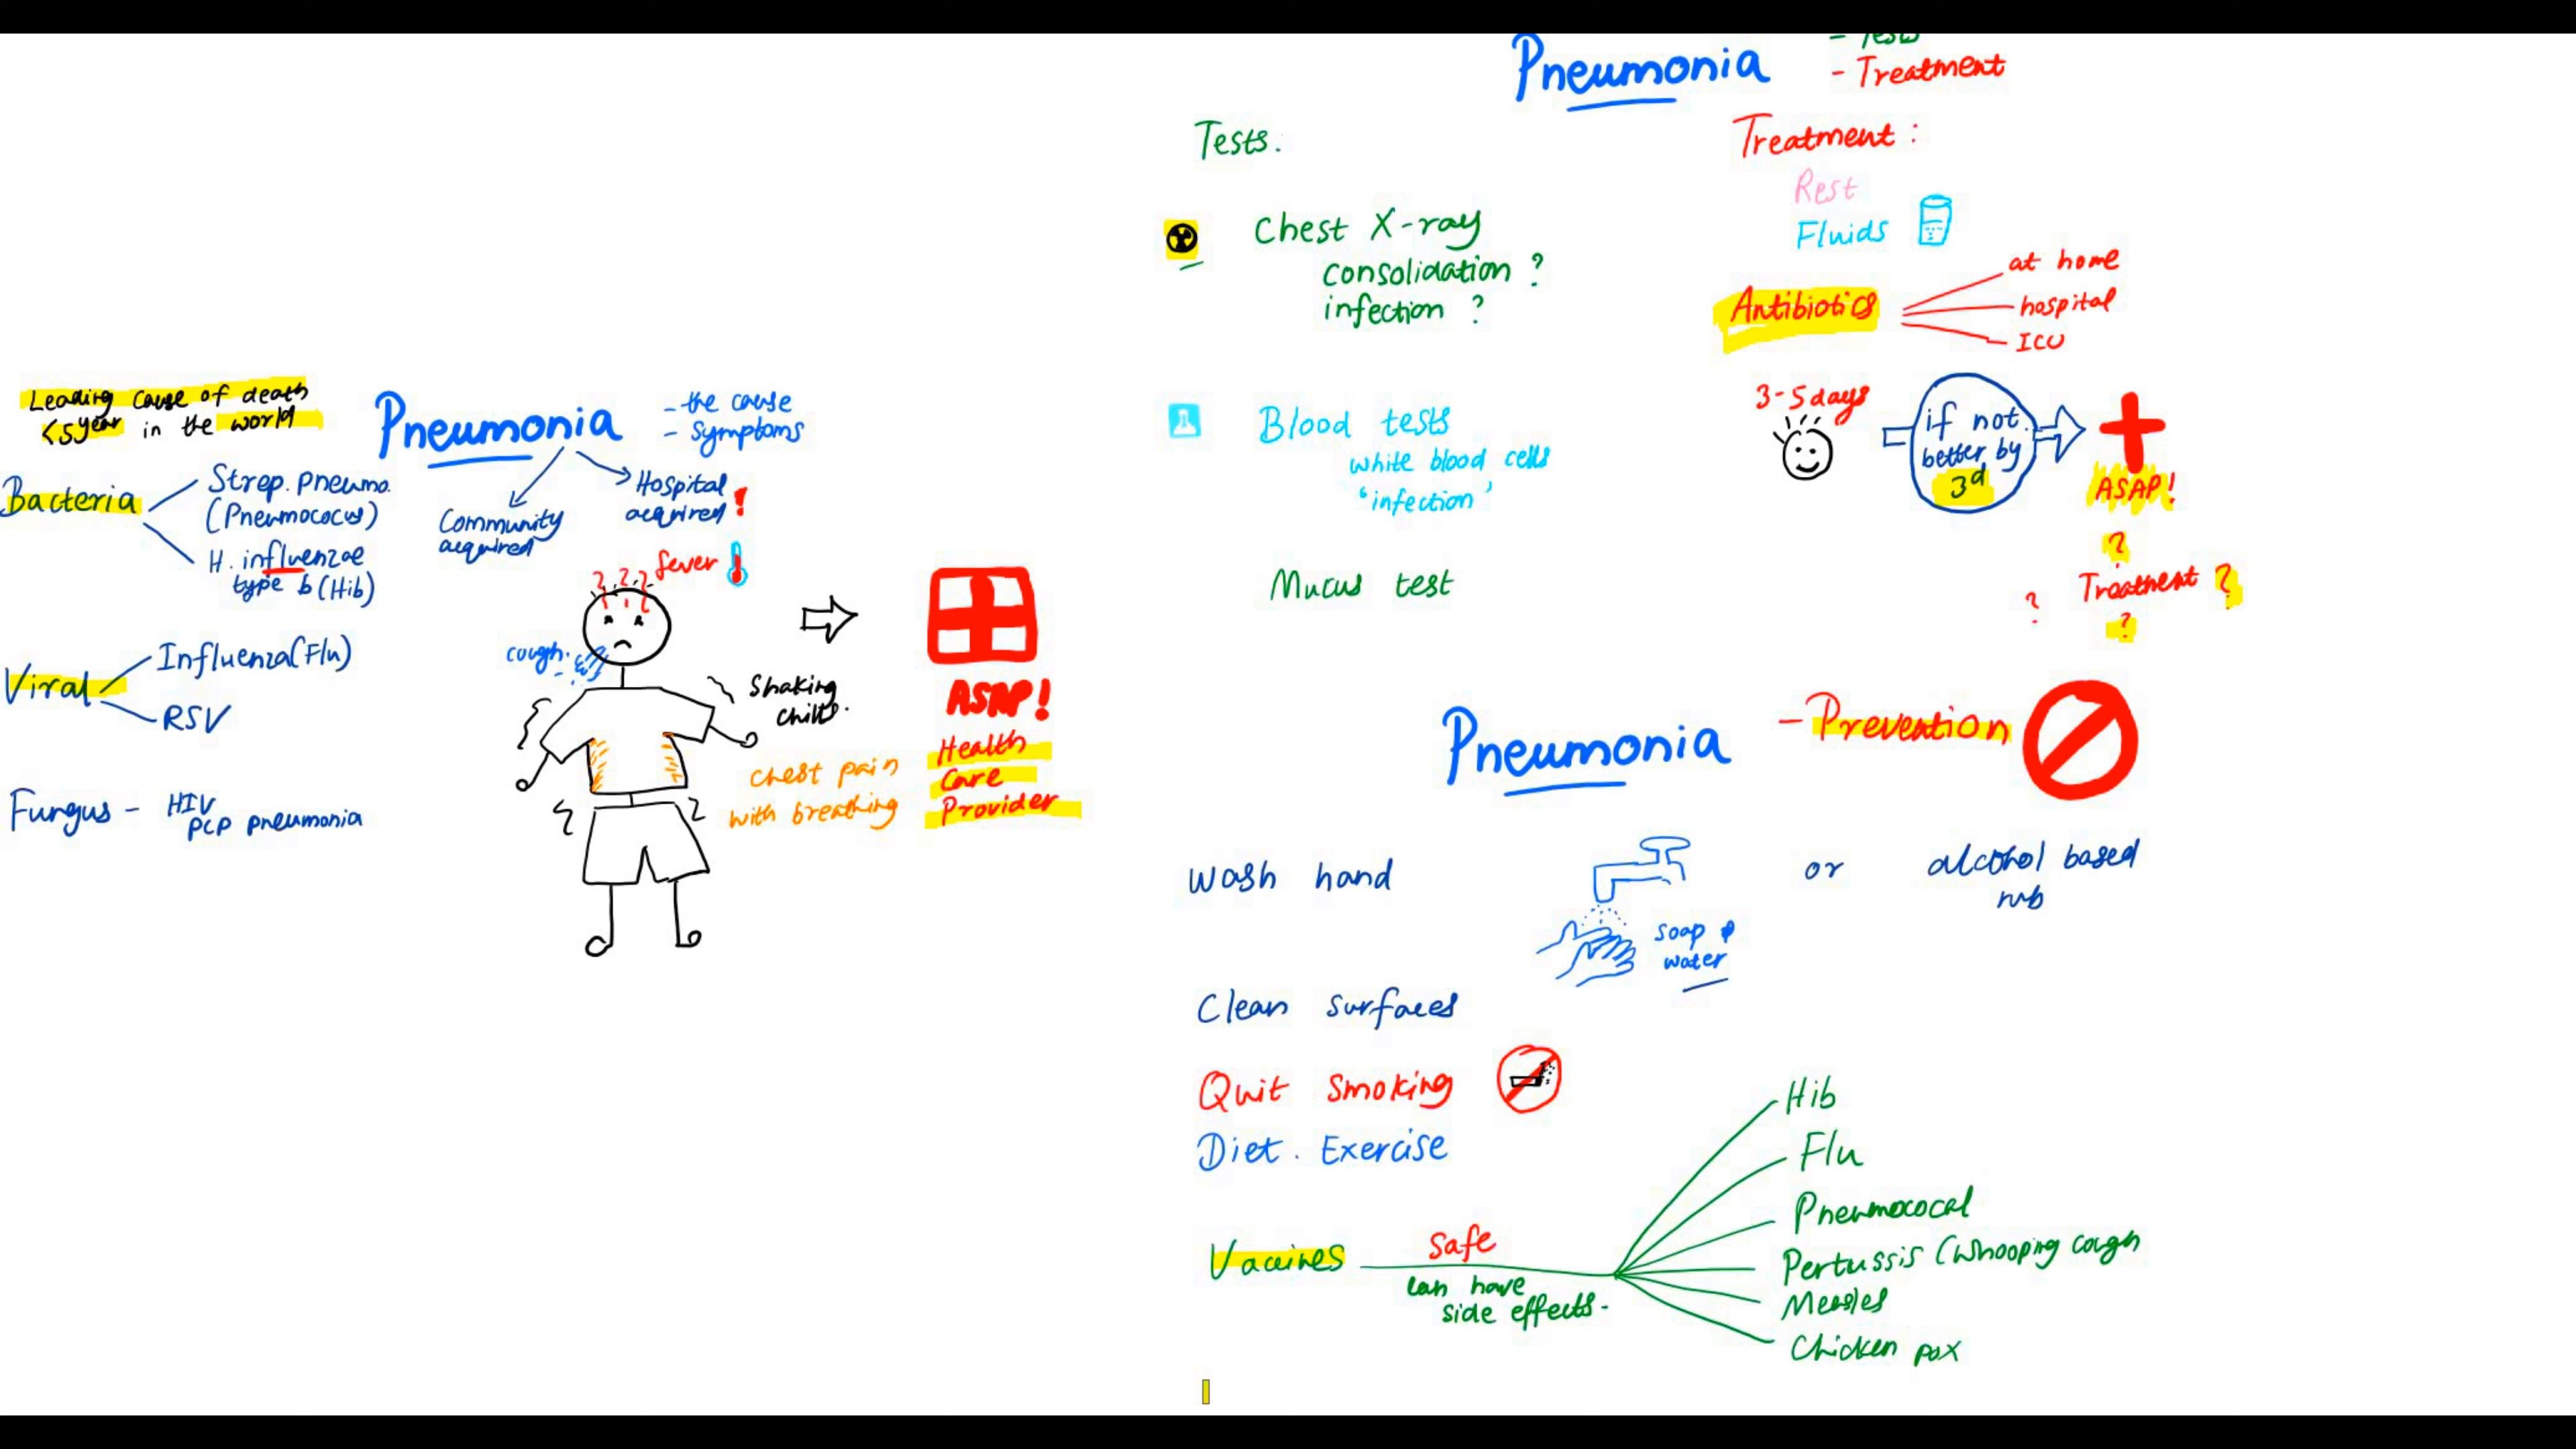 Leading cause of death
<5year in the world
Pneumonia
- the cause
- Symptoms
Bacteria
Strep. pneumo.
(Pneumococus)
H. influenzae
type b (Hib)
Community
acquired
Hospital
acquired !
fever
cough.
Viral
Influenza(Flu)
RSV
Shaking
chills.
Fungus - HIV
PCP pneumonia
chest pain
with breathing
ASAP!
Health
Care
Provider
Pneumonia
- Tests
- Treatment
Tests.
Chest X-ray
consolidation ?
infection ?
Blood tests
white blood cells
'infection'
Mucus test
Treatment :
Rest
Fluids
Antibiotics
at home
hospital
ICU
3-5days
if not
better by
3d
ASAP!
?
? Treatment ?
?
Pneumonia
- Prevention
Wash hand
soap &
water
or
alcohol based
rub
Clean surfaces
Quit smoking
Diet. Exercise
Vaccines
safe
can have
side effects.
Hib
Flu
Pneumococal
Pertussis (whooping cough
Measles
Chicken pox